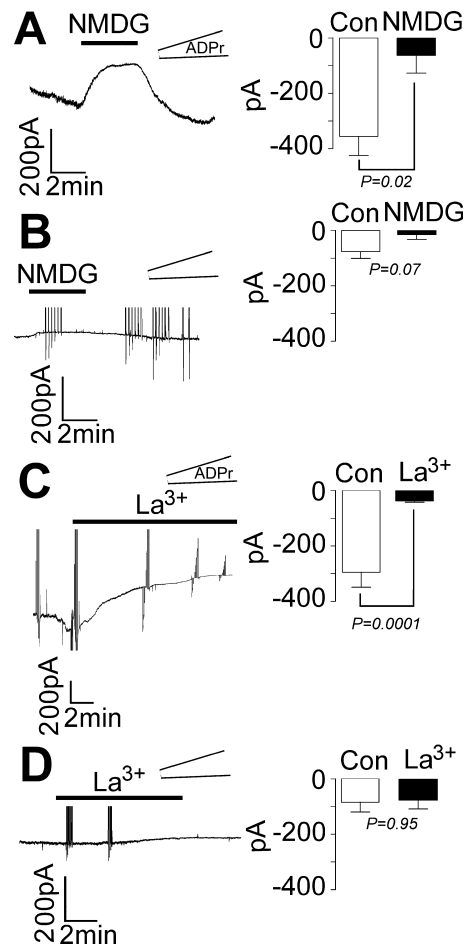 A
NMDG
ADPr
200pA
2min
Con NMDG
pA
0
-200
-400
P=0.02
B
NMDG
200pA
2min
Con NMDG
pA
0
-200
-400
P=0.07
C
ADPr
La3+
200pA
2min
Con La3+
pA
0
-200
-400
P=0.0001
D
La3+
200pA
2min
Con La3+
pA
0
-200
-400
P=0.95